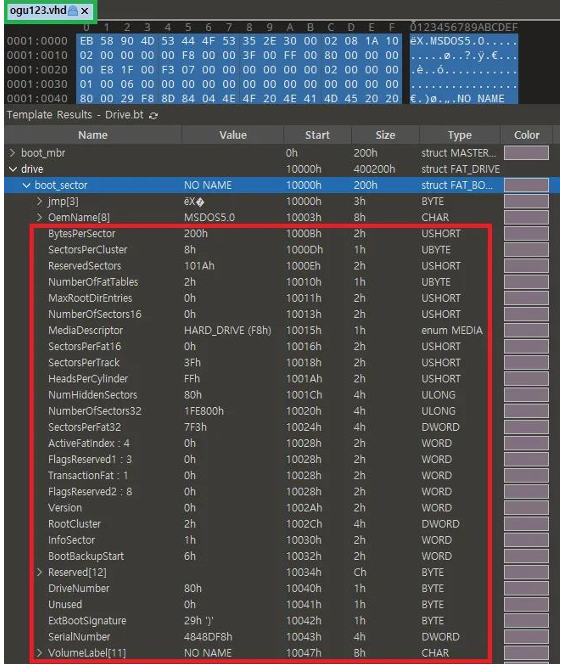 ogu123.vhd
0 1 2 3 4 5 6 7 8 9 A B C D E F 0123456789ABCDEF
0001:0000 EB 58 90 4D 53 44 4F 53 35 2E 30 00 02 08 1A 10 ëX.MSDOS5.0.....
0001:0010 02 00 00 00 00 F8 00 00 3F 00 FF 00 80 00 00 00 .....ø..?.ÿ.€...
0001:0020 00 E8 1F 00 F3 07 00 00 00 00 00 00 02 00 00 00 .è..ó...........
0001:0030 01 00 06 00 00 00 00 00 00 00 00 00 00 00 00 00 ................
0001:0040 80 00 29 F8 8D 84 04 4E 4F 20 4E 41 4D 45 20 20 €.)ø.„.NO NAME
Template Results - Drive.bt
Name Value Start Size Type Color
boot_mbr 0h 200h struct MASTER...
drive 10000h 400200h struct FAT_DRIVE
boot_sector NO NAME 10000h 200h struct FAT_BO...
jmp[3] ëX� 10000h 3h BYTE
OemName[8] MSDOS5.0 10003h 8h CHAR
BytesPerSector 200h 1000Bh 2h USHORT
SectorsPerCluster 8h 1000Dh 1h UBYTE
ReservedSectors 101Ah 1000Eh 2h USHORT
NumberOfFatTables 2h 10010h 1h UBYTE
MaxRootDirEntries 0h 10011h 2h USHORT
NumberOfSectors16 0h 10013h 2h USHORT
MediaDescriptor HARD_DRIVE (F8h) 10015h 1h enum MEDIA
SectorsPerFat16 0h 10016h 2h USHORT
SectorsPerTrack 3Fh 10018h 2h USHORT
HeadsPerCylinder FFh 1001Ah 2h USHORT
NumHiddenSectors 80h 1001Ch 4h ULONG
NumberOfSectors32 1FE800h 10020h 4h ULONG
SectorsPerFat32 7F3h 10024h 4h DWORD
ActiveFatIndex : 4 0h 10028h 2h WORD
FlagsReserved1 : 3 0h 10028h 2h WORD
TransactionFat : 1 0h 10028h 2h WORD
FlagsReserved2 : 8 0h 10028h 2h WORD
Version 0h 1002Ah 2h WORD
RootCluster 2h 1002Ch 4h DWORD
InfoSector 1h 10030h 2h WORD
BootBackupStart 6h 10032h 2h WORD
Reserved[12] 10034h Ch BYTE
DriveNumber 80h 10040h 1h BYTE
Unused 0h 10041h 1h BYTE
ExtBootSignature 29h ')' 10042h 1h BYTE
SerialNumber 4848DF8h 10043h 4h DWORD
VolumeLabel[11] NO NAME 10047h Bh CHAR